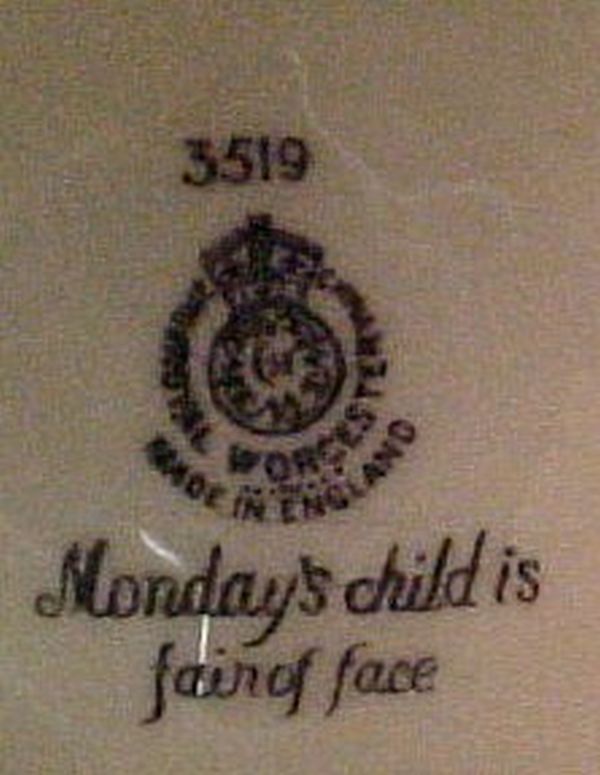 3519
ROYAL WORCESTER
MADE IN ENGLAND
Monday's child is
fair of face